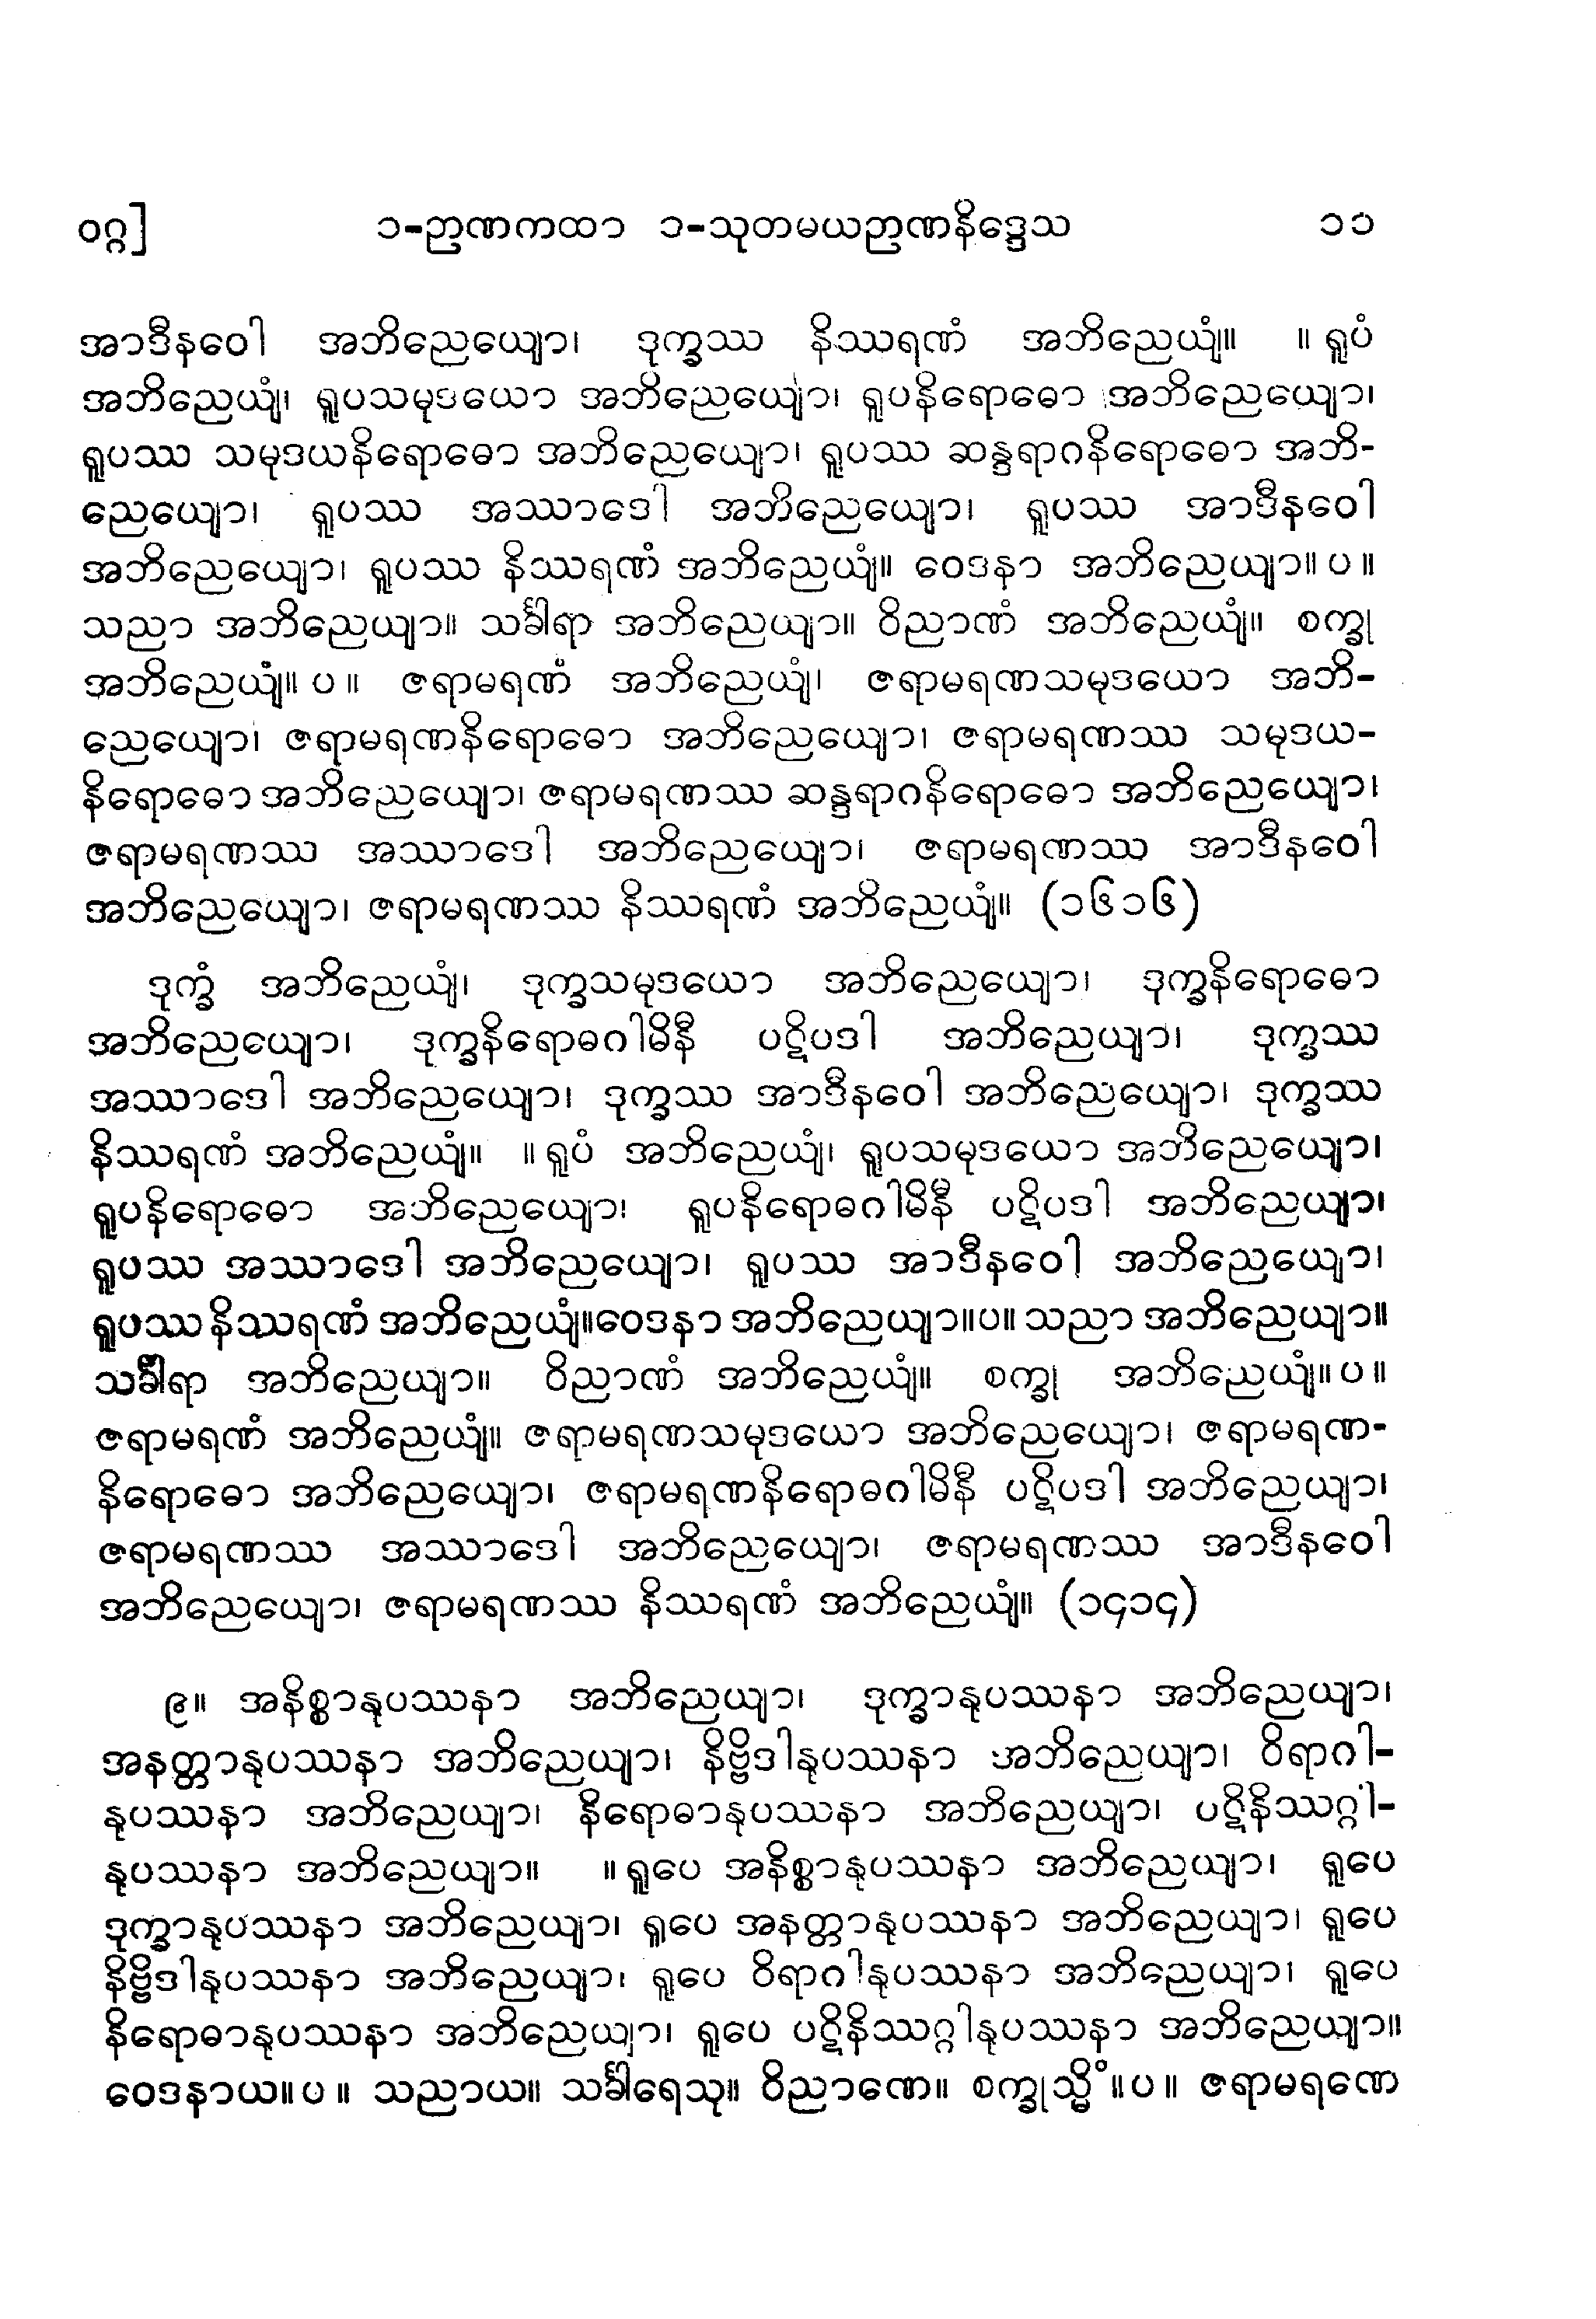 ဝဂ္ဂ] ၁-ဉာဏကထာ ၁-သုတမယဉာဏနိဒ္ဒေသ ၁၁
အာဒီနဝေါ အဘိညေယျော၊ ဒုက္ခဿ နိဿရဏံ အဘိညေယျံ။ ။ ရူပံ
အဘိညေယျံ၊ ရူပသမုဒယော အဘိညေယျော၊ ရူပနိရောဓော အဘိညေယျော၊
ရူပဿ သမုဒယနိရောဓော အဘိညေယျော၊ ရူပဿ ဆန္ဒရာဂနိရောဓော အဘိ-
ညေယျော၊ ရူပဿ အဿာဒေါ အဘိညေယျော၊ ရူပဿ အာဒီနဝေါ
အဘိညေယျော၊ ရူပဿ နိဿရဏံ အဘိညေယျံ။ ဝေဒနာ အဘိညေယျာ။ ပ ။
သညာ အဘိညေယျာ။ သင်္ခါရာ အဘိညေယျာ။ ဝိညာဏံ အဘိညေယျံ။ စက္ခု
အဘိညေယျံ။ ပ ။ ဇရာမရဏံ အဘိညေယျံ၊ ဇရာမရဏသမုဒယော အဘိ-
ညေယျော၊ ဇရာမရဏနိရောဓော အဘိညေယျော၊ ဇရာမရဏဿ သမုဒယ-
နိရောဓော အဘိညေယျော၊ ဇရာမရဏဿ ဆန္ဒရာဂနိရောဓော အဘိညေယျော၊
ဇရာမရဏဿ အဿာဒေါ အဘိညေယျော၊ ဇရာမရဏဿ အာဒီနဝေါ
အဘိညေယျော၊ ဇရာမရဏဿ နိဿရဏံ အဘိညေယျံ။ (၁၆၁၆)
ဒုက္ခံ အဘိညေယျံ၊ ဒုက္ခသမုဒယော အဘိညေယျော၊ ဒုက္ခနိရောဓော
အဘိညေယျော၊ ဒုက္ခနိရောဓဂါမိနီ ပဋိပဒါ အဘိညေယျာ၊ ဒုက္ခဿ
အဿာဒေါ အဘိညေယျော၊ ဒုက္ခဿ အာဒီနဝေါ အဘိညေယျော၊ ဒုက္ခဿ
နိဿရဏံ အဘိညေယျံ။ ။ ရူပံ အဘိညေယျံ၊ ရူပသမုဒယော အဘိညေယျော၊
ရူပနိရောဓော အဘိညေယျော၊ ရူပနိရောဓဂါမိနီ ပဋိပဒါ အဘိညေယျာ၊
ရူပဿ အဿာဒေါ အဘိညေယျော၊ ရူပဿ အာဒီနဝေါ အဘိညေယျော၊
ရူပဿ နိဿရဏံ အဘိညေယျံ။ ဝေဒနာ အဘိညေယျာ။ပ။ သညာ အဘိညေယျာ။
သင်္ခါရာ အဘိညေယျာ။ ဝိညာဏံ အဘိညေယျံ။ စက္ခု အဘိညေယျံ။ ပ ။
ဇရာမရဏံ အဘိညေယျံ။ ဇရာမရဏသမုဒယော အဘိညေယျော၊ ဇရာမရဏ-
နိရောဓော အဘိညေယျော၊ ဇရာမရဏနိရောဓဂါမိနီ ပဋိပဒါ အဘိညေယျာ၊
ဇရာမရဏဿ အဿာဒေါ အဘိညေယျော၊ ဇရာမရဏဿ အာဒီနဝေါ
အဘိညေယျော၊ ဇရာမရဏဿ နိဿရဏံ အဘိညေယျံ။ (၁၄၁၄)
၉။ အနိစ္စာနုပဿနာ အဘိညေယျာ၊ ဒုက္ခာနုပဿနာ အဘိညေယျာ၊
အနတ္တာနုပဿနာ အဘိညေယျာ၊ နိဗ္ဗိဒါနုပဿနာ အဘိညေယျာ၊ ဝိရာဂါ-
နုပဿနာ အဘိညေယျာ၊ နိရောဓာနုပဿနာ အဘိညေယျာ၊ ပဋိနိဿဂ္ဂါ-
နုပဿနာ အဘိညေယျာ။ ။ ရူပေ အနိစ္စာနုပဿနာ အဘိညေယျာ၊ ရူပေ
ဒုက္ခာနုပဿနာ အဘိညေယျာ၊ ရူပေ အနတ္တာနုပဿနာ အဘိညေယျာ၊ ရူပေ
နိဗ္ဗိဒါနုပဿနာ အဘိညေယျာ၊ ရူပေ ဝိရာဂါနုပဿနာ အဘိညေယျာ၊ ရူပေ
နိရောဓာနုပဿနာ အဘိညေယျာ၊ ရူပေ ပဋိနိဿဂ္ဂါနုပဿနာ အဘိညေယျာ။
ဝေဒနာယ။ ပ ။ သညာယ။ သင်္ခါရေသု။ ဝိညာဏေ။ စက္ခုသ္မိံ။ ပ ။ ဇရာမရဏေ